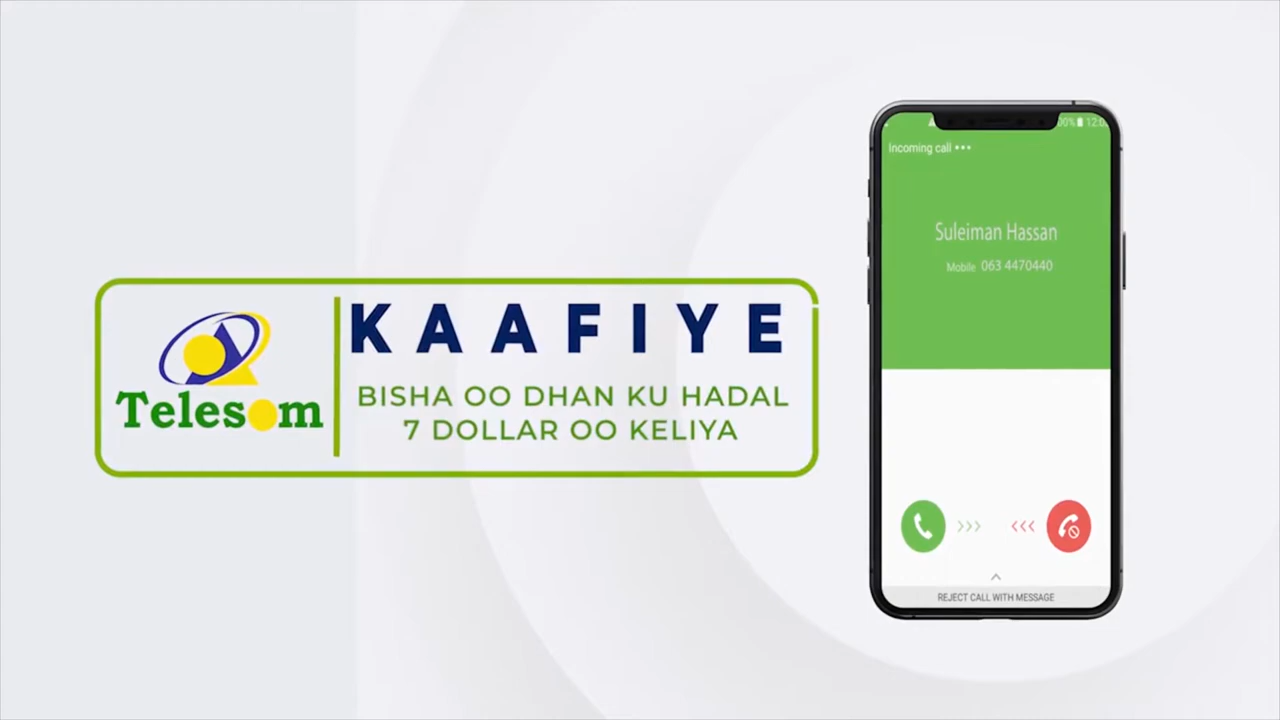 Telesom
KAAFIYE
BISHA OO DHAN KU HADAL
7 DOLLAR OO KELIYA
Incoming call •••
Suleiman Hassan
Mobile 063 4470440
REJECT CALL WITH MESSAGE